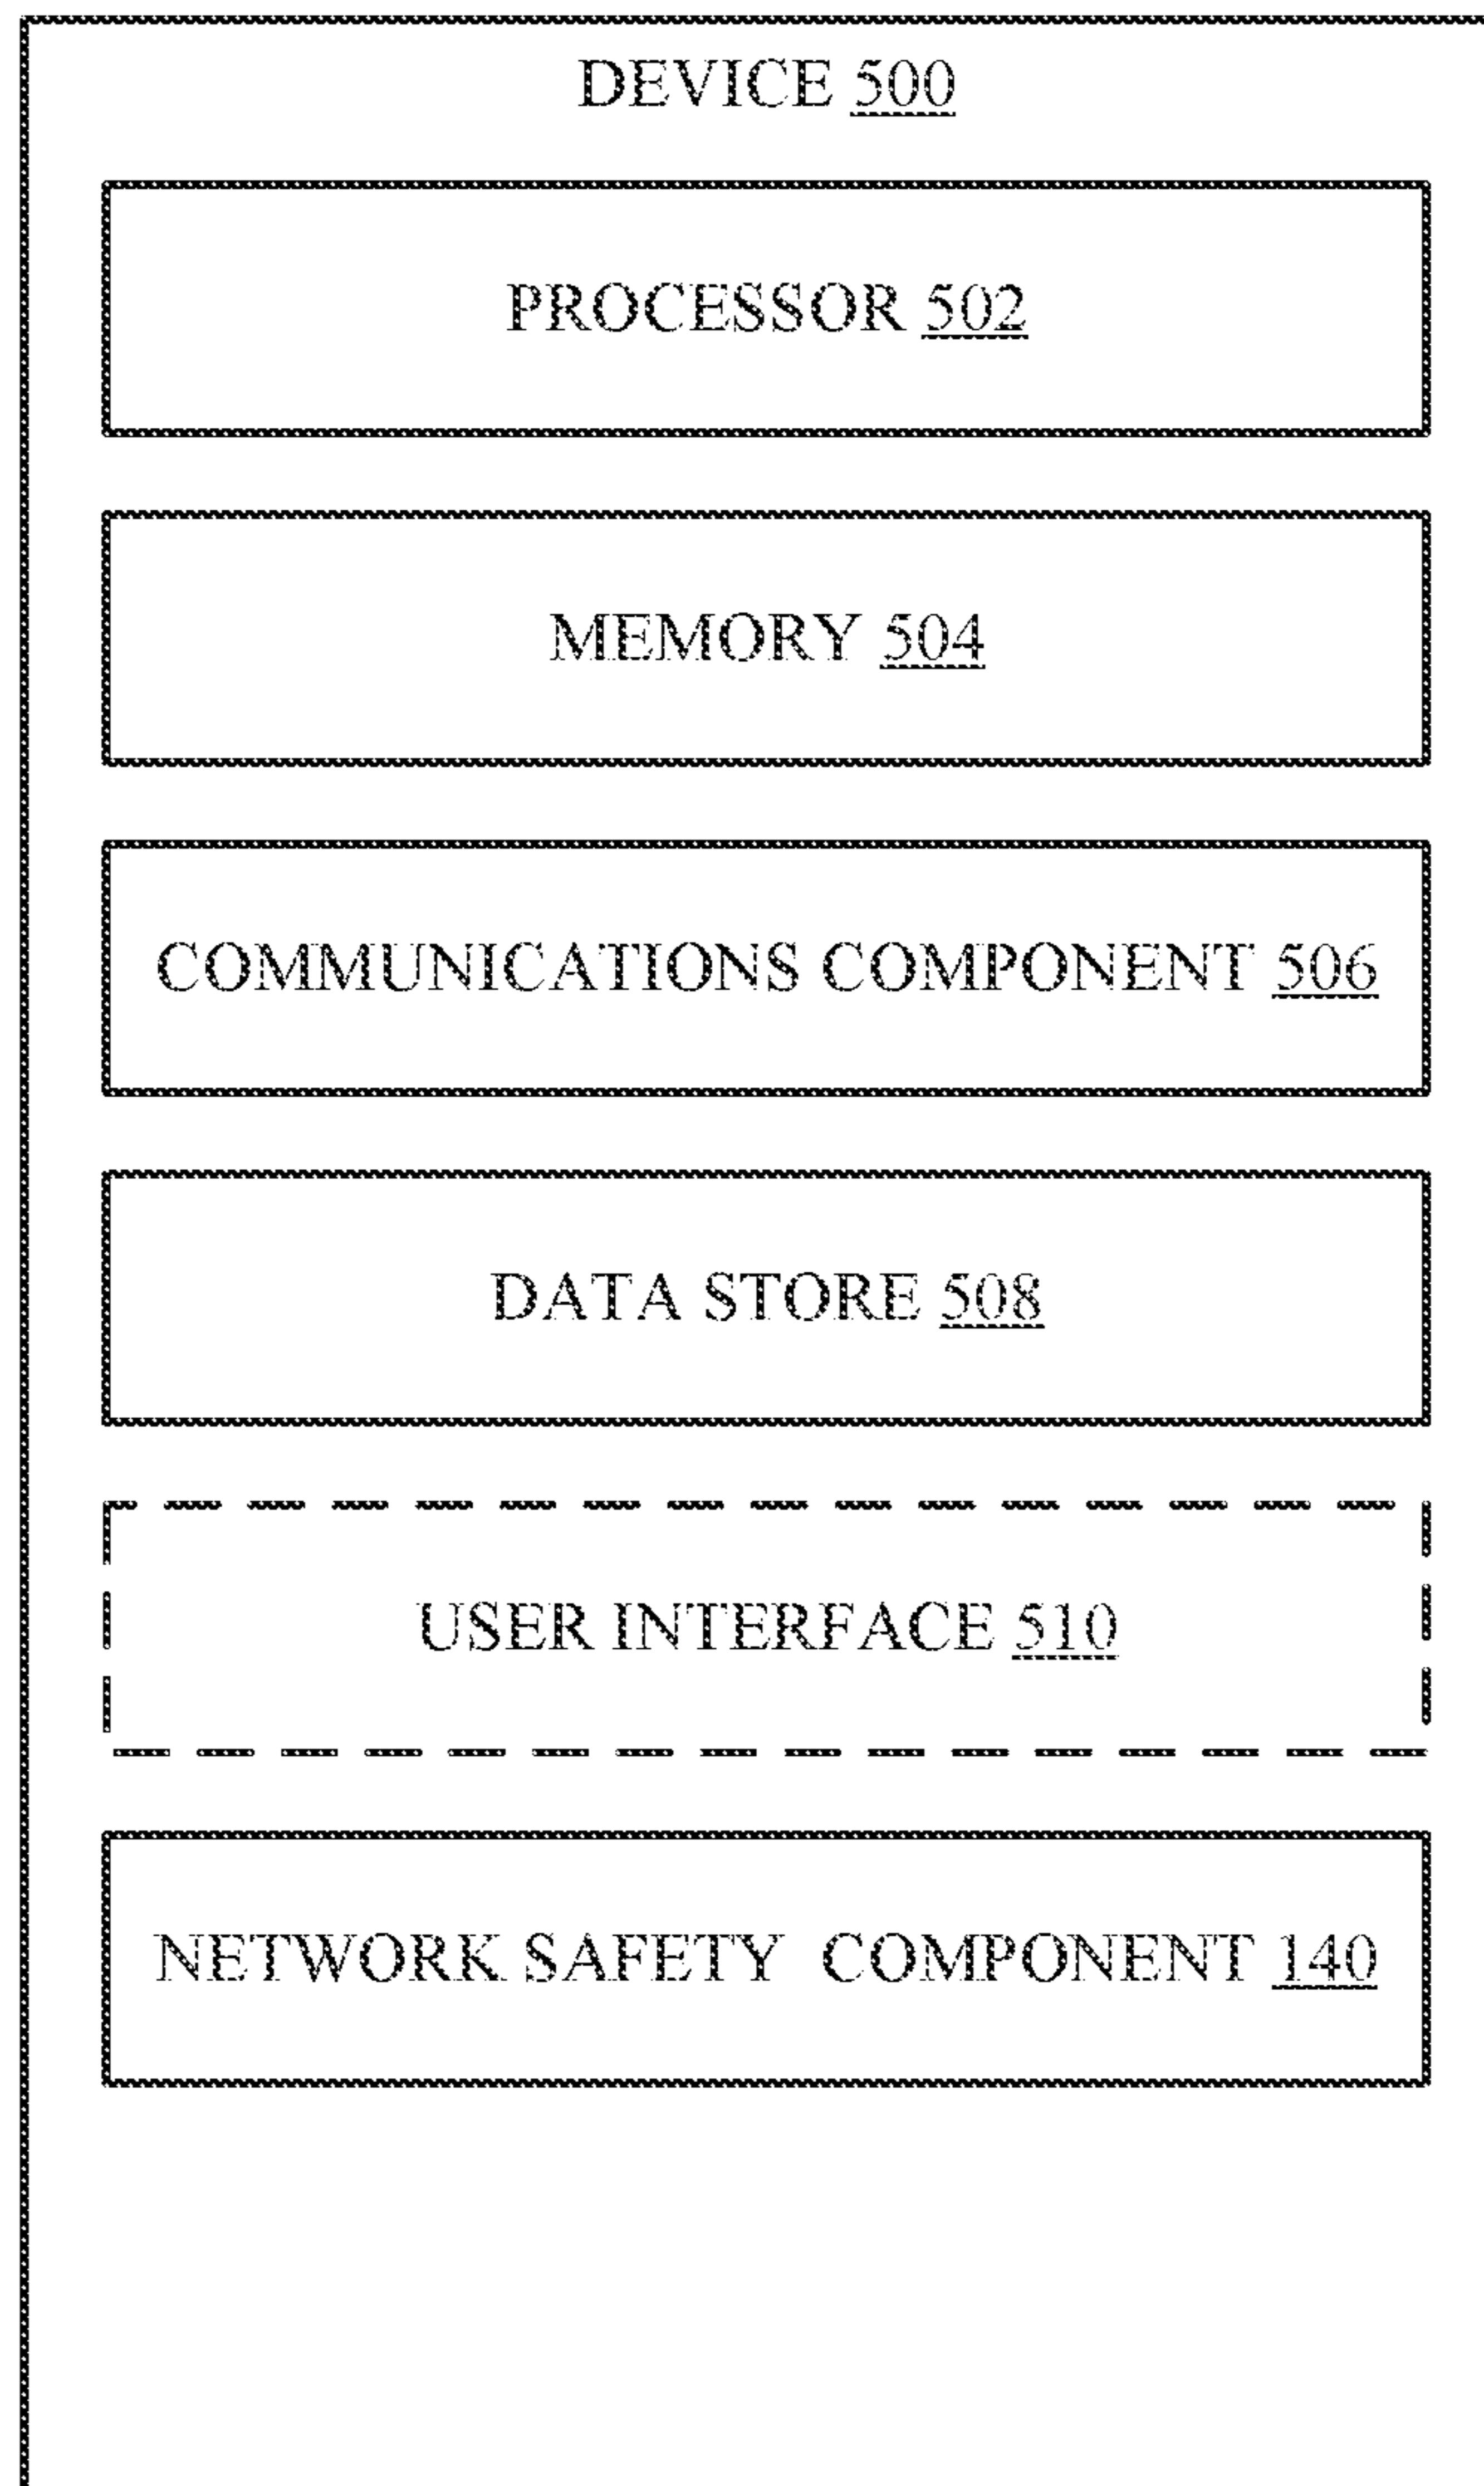 DEVICE 500
PROCESSOR 502
MEMORY 504
COMMUNICATIONS COMPONENT 506
DATA STORE 508
USER INTERFACE 510
NETWORK SAFETY COMPONENT 140